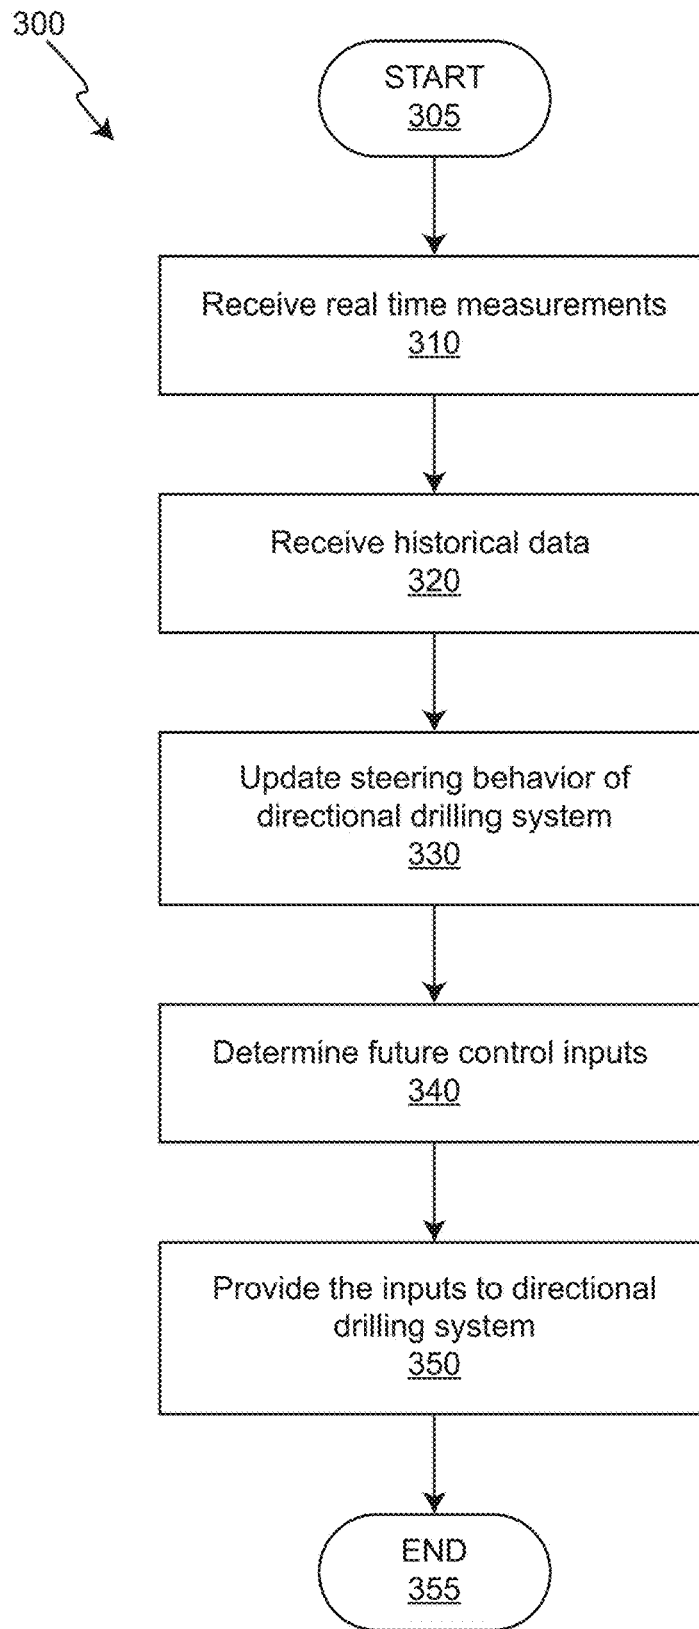 300
START
305
Receive real time measurements
310
Receive historical data
320
Update steering behavior of
directional drilling system
330
Determine future control inputs
340
Provide the inputs to directional
drilling system
350
END
355